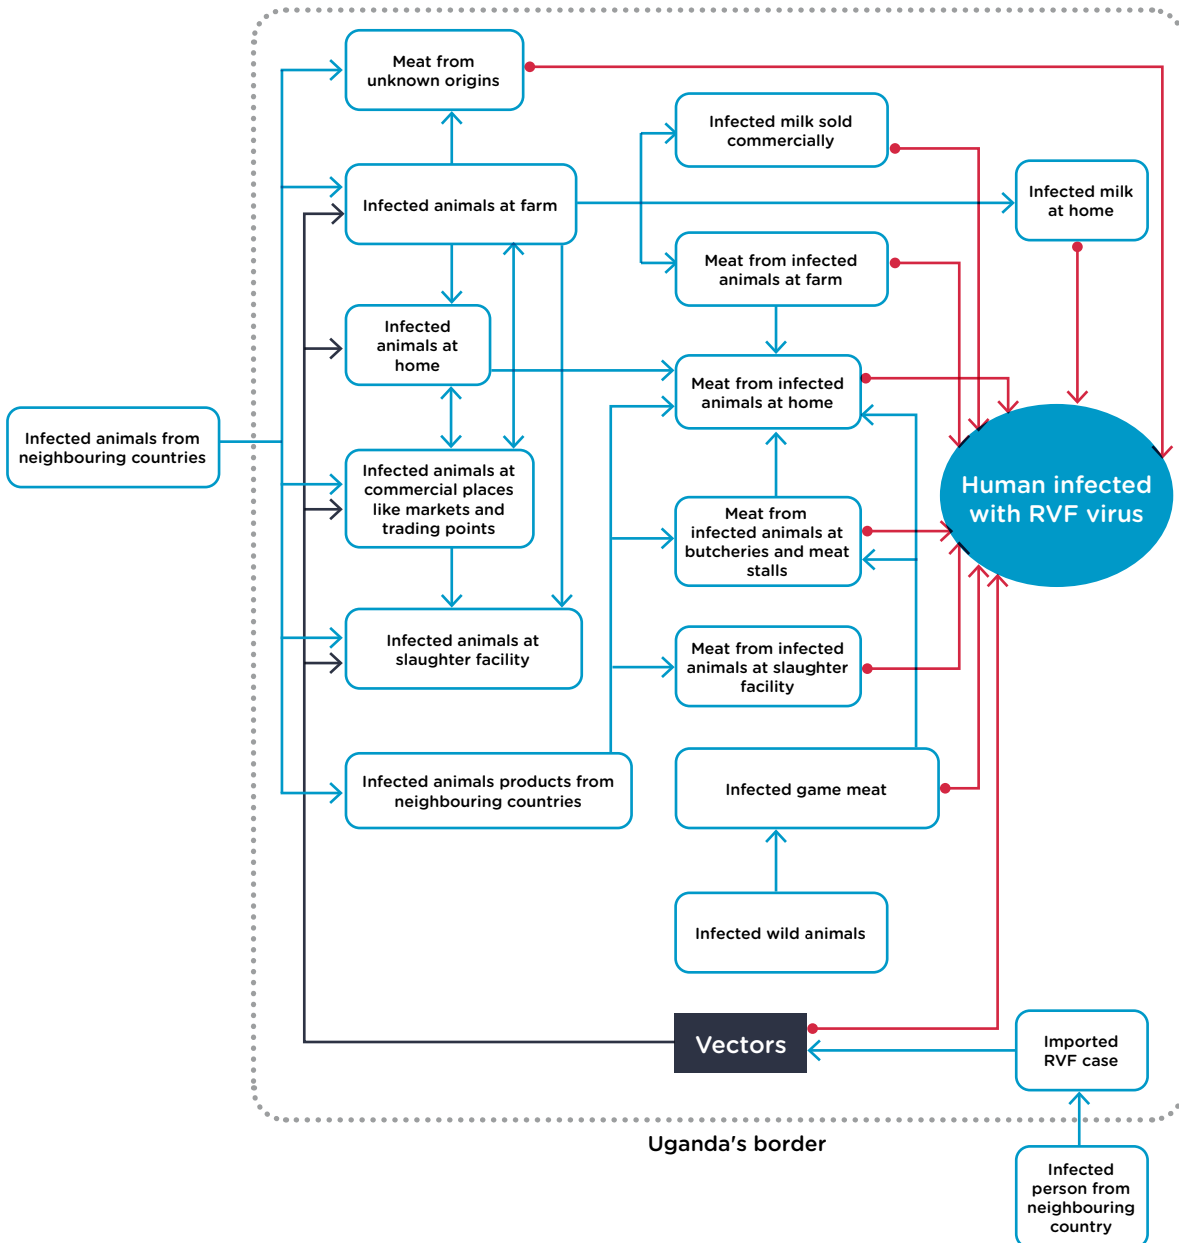 Meat from
unknown origins
Infected milk sold
commercially
Infected animals at farm
Infected milk
at home
Meat from infected
animals at farm
Infected
animals at
home
Meat from infected
animals at home
Infected animals from
neighbouring countries
Infected animals at
commercial places
like markets and
trading points
Human infected
with RVF virus
Meat from
infected animals at
butcheries and meat
stalls
Infected animals at
slaughter facility
Meat from infected
animals at slaughter
facility
Infected animals products from
neighbouring countries
Infected game meat
Infected wild animals
Vectors
Imported
RVF case
Uganda's border
Infected
person from
neighbouring
country